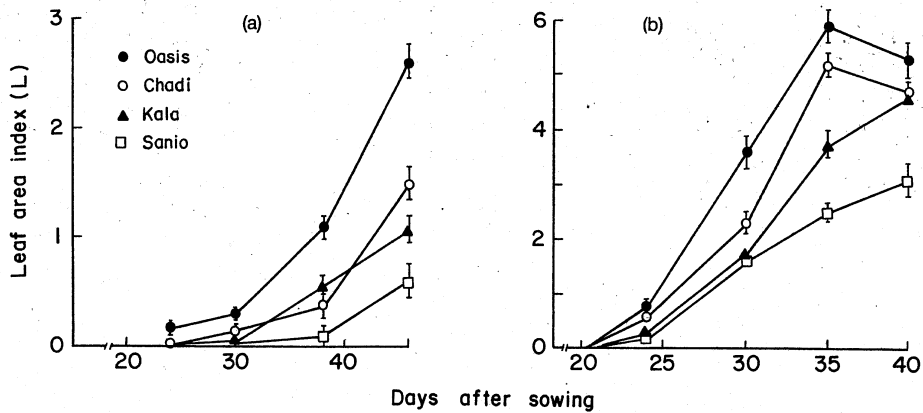 (a)
3
2
1
0
20 30 40
Oasis
Chadi
Kala
Sanio
Leaf area index (L)
(b)
6
4
2
0
20 25 30 35 40
Days after sowing